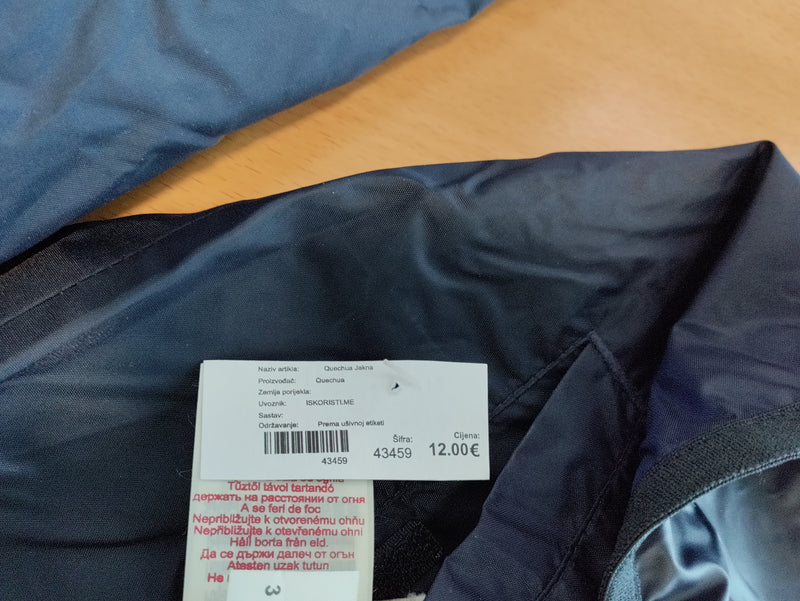 Naziv artikla: Quechua Jakna
Proizvođač: Quechua
Zemlja porijekla:
Uvoznik: ISKORISTI.ME
Sastav:
Održavanje: Prema ušivnoj etiketi
Šifra: Cijena:
43459 43459 12.00€
Tűztől távol tartandó
держать на расстоянии от огня
A se feri de foc
Nepribližujte k otvorenému ohňu
Nepřibližujte k otevřenému ohni
Håll borta från eld.
Да се държи далеч от огън
Atesten uzak tutun
Не
3